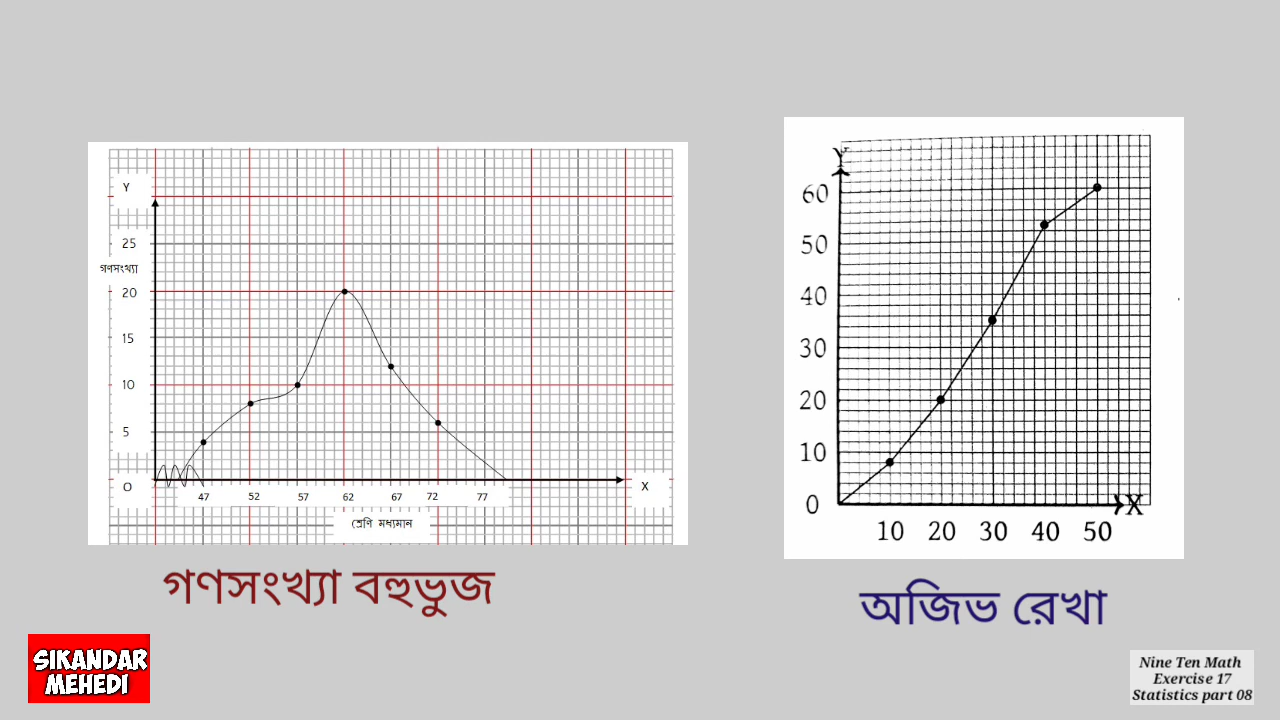 Y
25
গণসংখ্যা
20
15
10
5
O
X
47 52 57 62 67 72 77
শ্রেণি মধ্যমান
গণসংখ্যা বহুভুজ
Y
60
50
40
30
20
10
0
X
10 20 30 40 50
অজিভ রেখা
SIKANDAR
MEHEDI
Nine Ten Math
Exercise 17
Statistics part 08